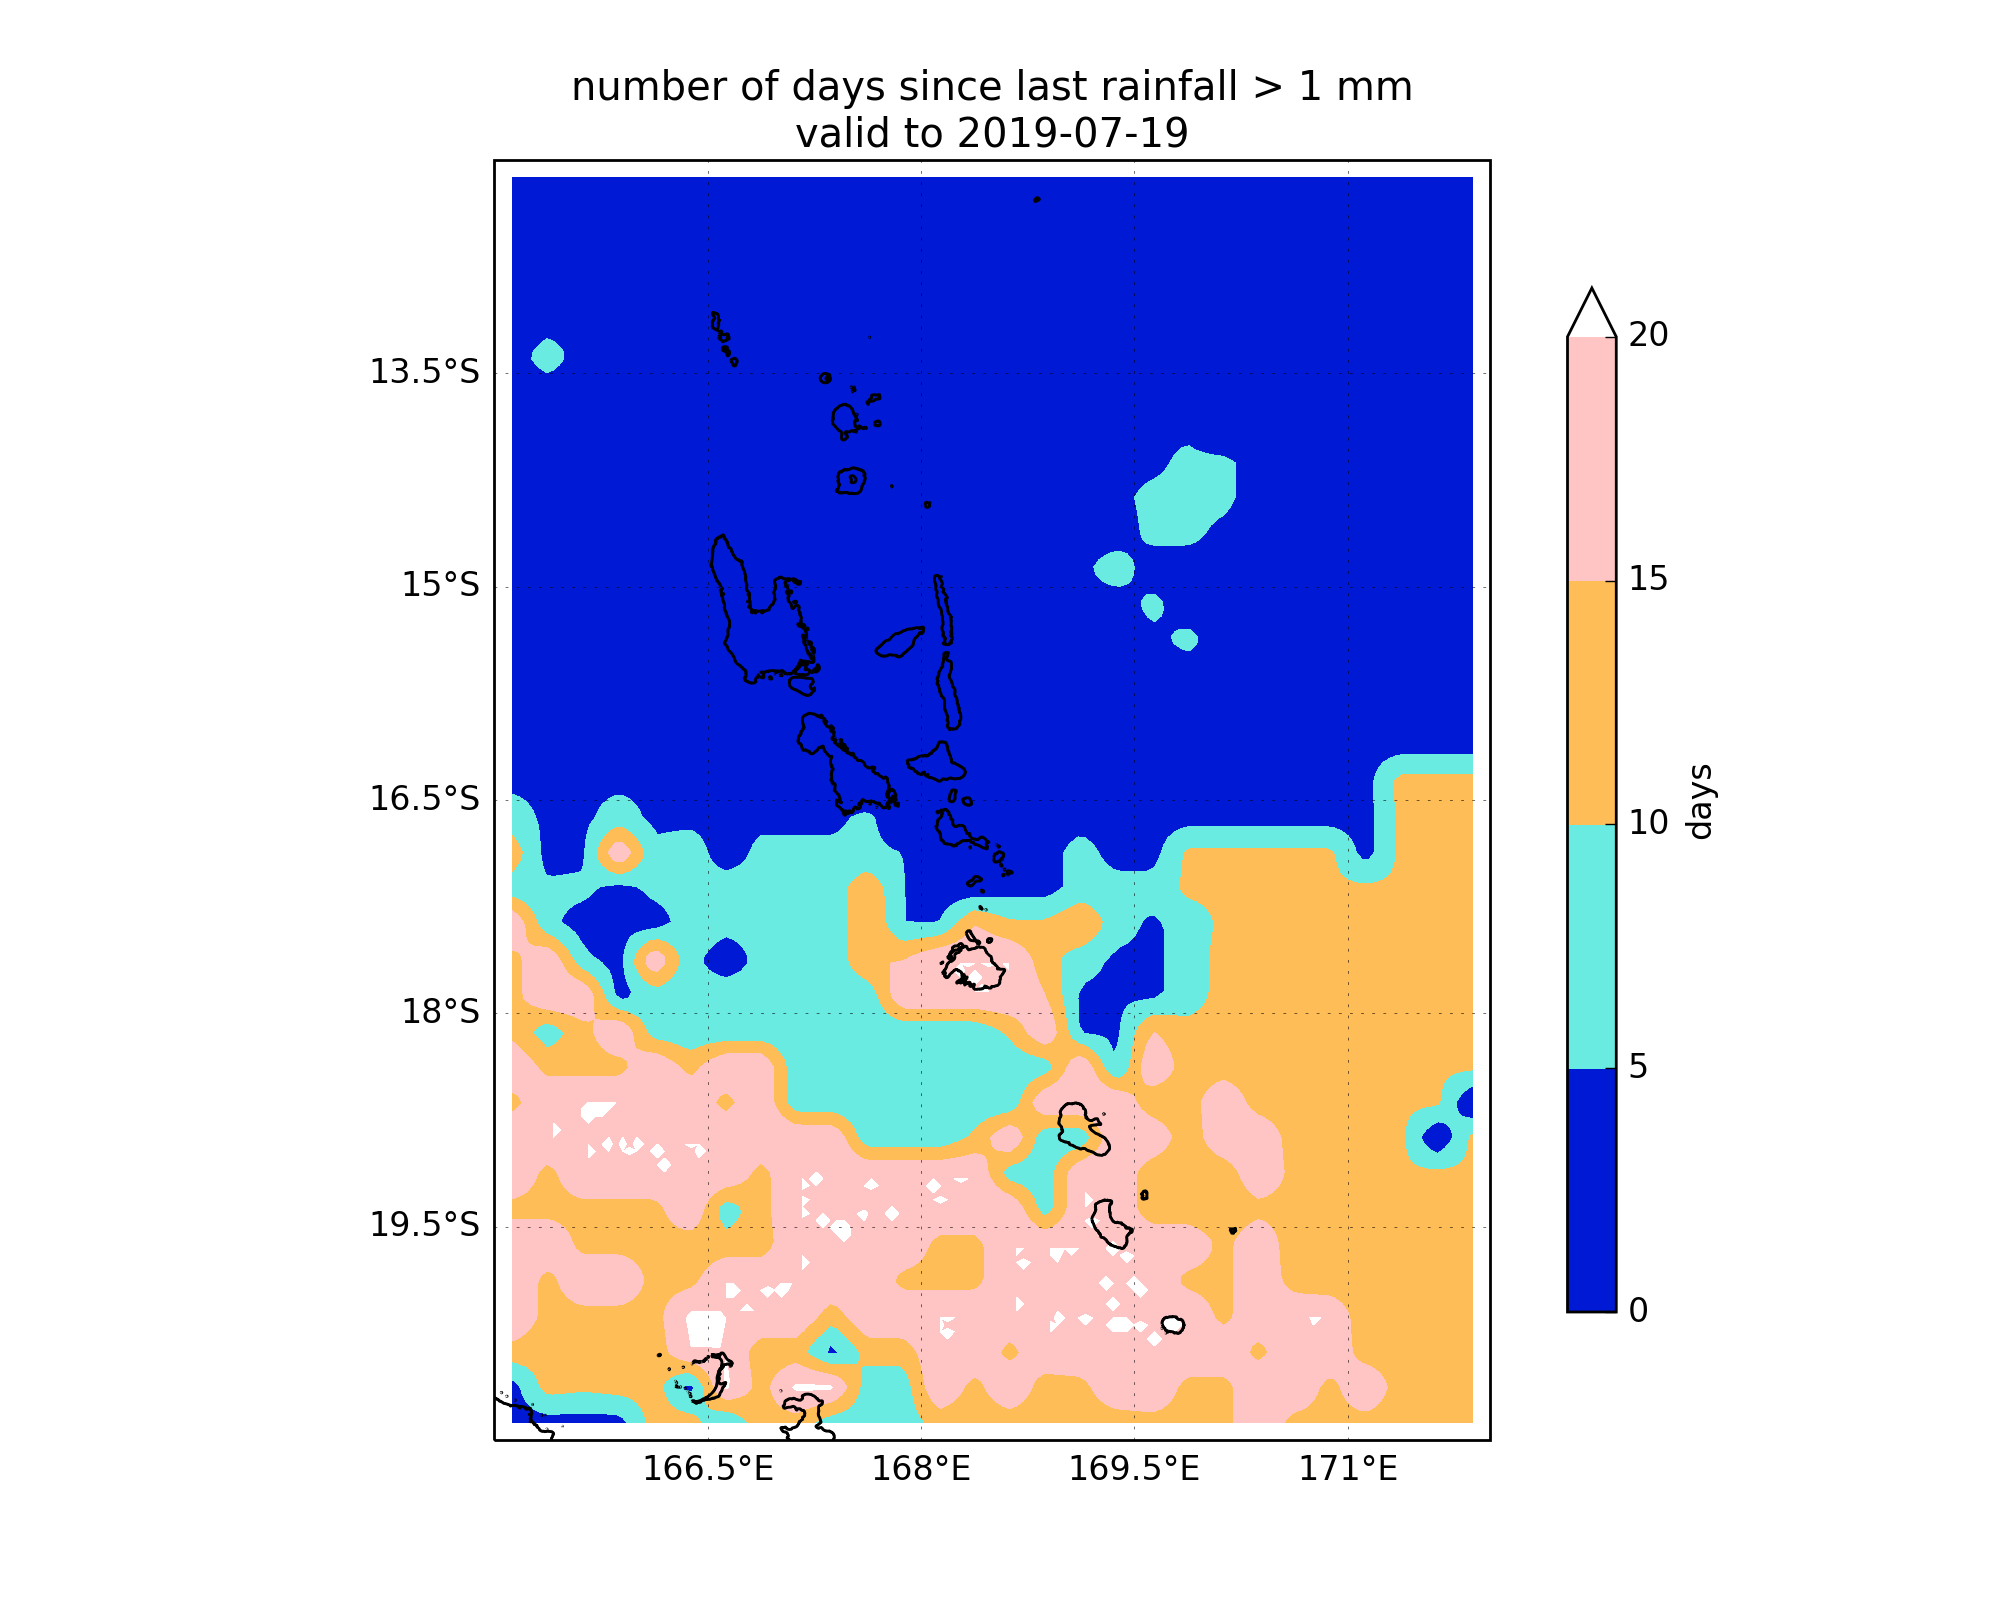 number of days since last rainfall > 1 mm
valid to 2019-07-19
13.5°S
15°S
16.5°S
18°S
19.5°S
166.5°E
168°E
169.5°E
171°E
20
15
10
5
0
days